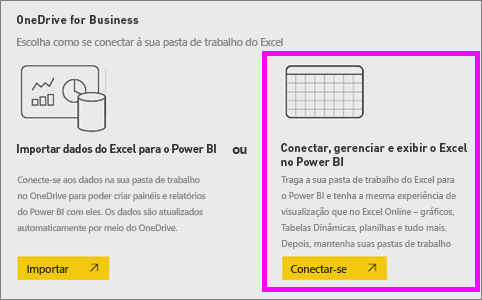 OneDrive for Business
Escolha como se conectar à sua pasta de trabalho do Excel
Importar dados do Excel para o Power BI
ou
Conecte-se aos dados na sua pasta de trabalho
no OneDrive para poder criar painéis e relatórios
do Power BI com eles. Os dados são atualizados
automaticamente por meio do OneDrive.
Importar
Conectar, gerenciar e exibir o Excel
no Power BI
Traga a sua pasta de trabalho do Excel para
o Power BI e tenha a mesma experiência de
visualização que no Excel Online – gráficos,
Tabelas Dinâmicas, planilhas e tudo mais.
Depois, mantenha suas pastas de trabalho
Conectar-se